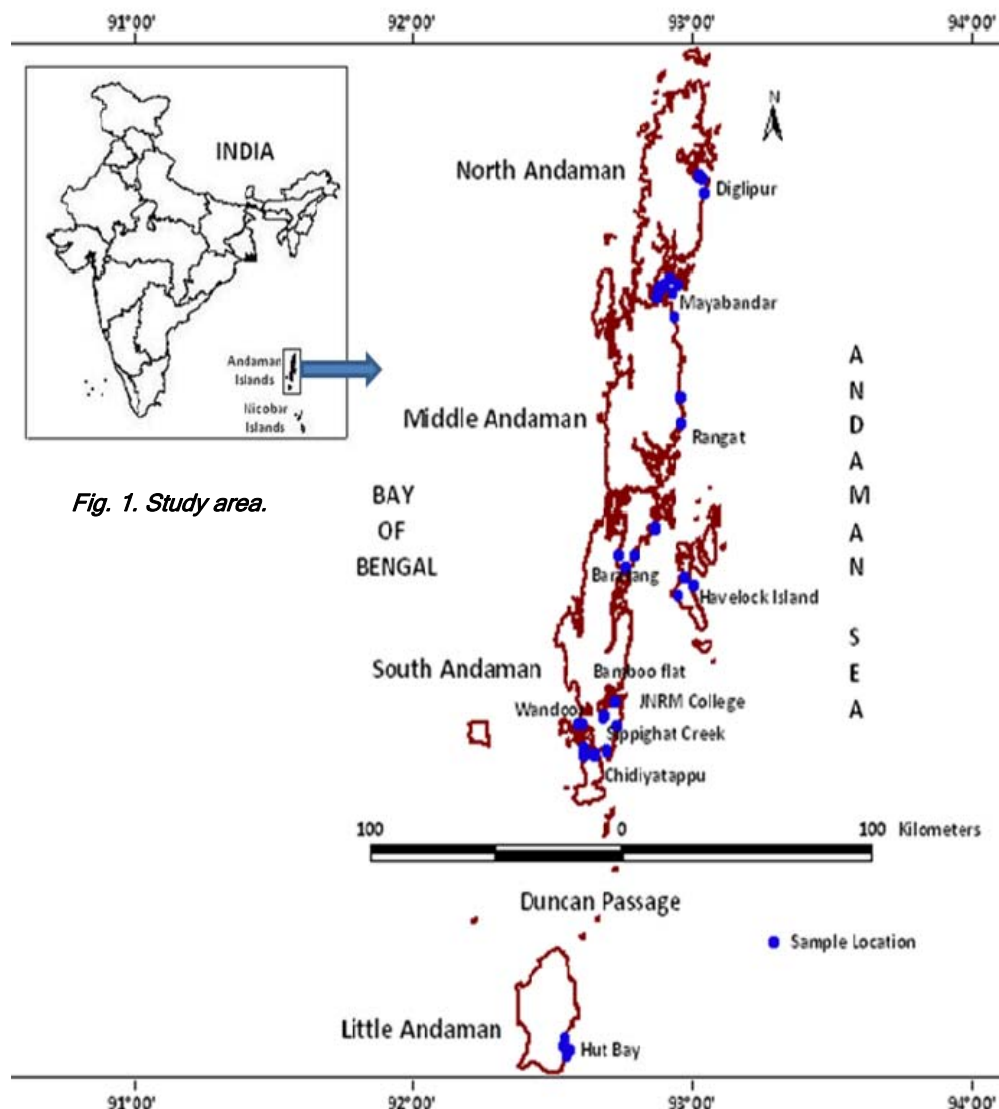 91°00'
92°00'
93°00'
94°00'
INDIA
Andaman
Islands
Nicobar
Islands
Fig. 1. Study area.
N
North Andaman
Diglipur
Mayabandar
Middle Andaman
Rangat
BAY
OF
BENGAL
A
N
D
A
M
A
N
S
E
A
Baratang
Havelock Island
South Andaman
Bamboo flat
JNRM College
Wandoor
Sippighat Creek
Chidiyatappu
100
0
100
Kilometers
Duncan Passage
Sample Location
Little Andaman
Hut Bay
91°00'
92°00'
93°00'
94°00'